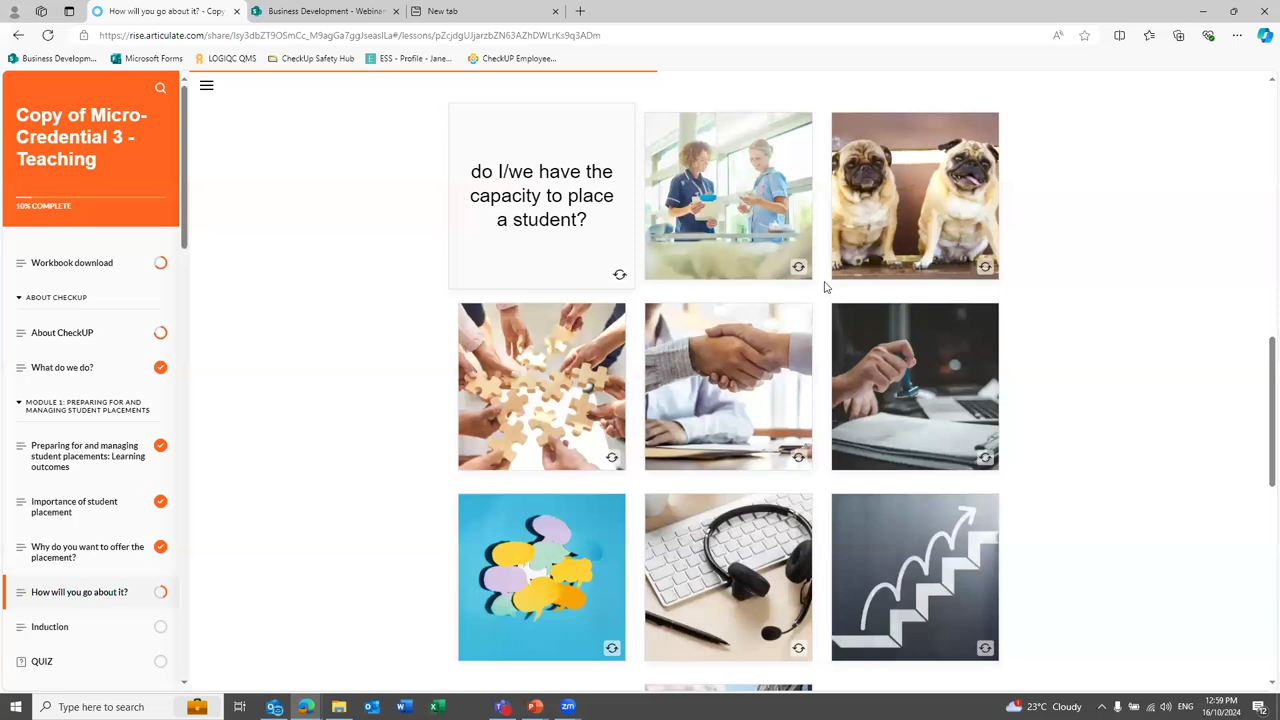 How will you go about it? - Cop
Business Development - Webinar
New tab
https://rise.articulate.com/share/
Business Developm...
Microsoft Forms
LOGIQC QMS
CheckUp Safety Hub
ESS - Profile - Jane...
CheckUP Employee...
Copy of Micro-
Credential 3 -
Teaching
10% COMPLETE
Workbook download
ABOUT CHECKUP
About CheckUP
What do we do?
MODULE 1: PREPARING FOR AND
MANAGING STUDENT PLACEMENTS
Preparing for and managing
student placements: Learning
outcomes
Importance of student
placement
Why do you want to offer the
placement?
How will you go about it?
Induction
QUIZ
do I/we have the
capacity to place
a student?
Type here to search
23°C Cloudy
ENG
12:59 PM
16/10/2024